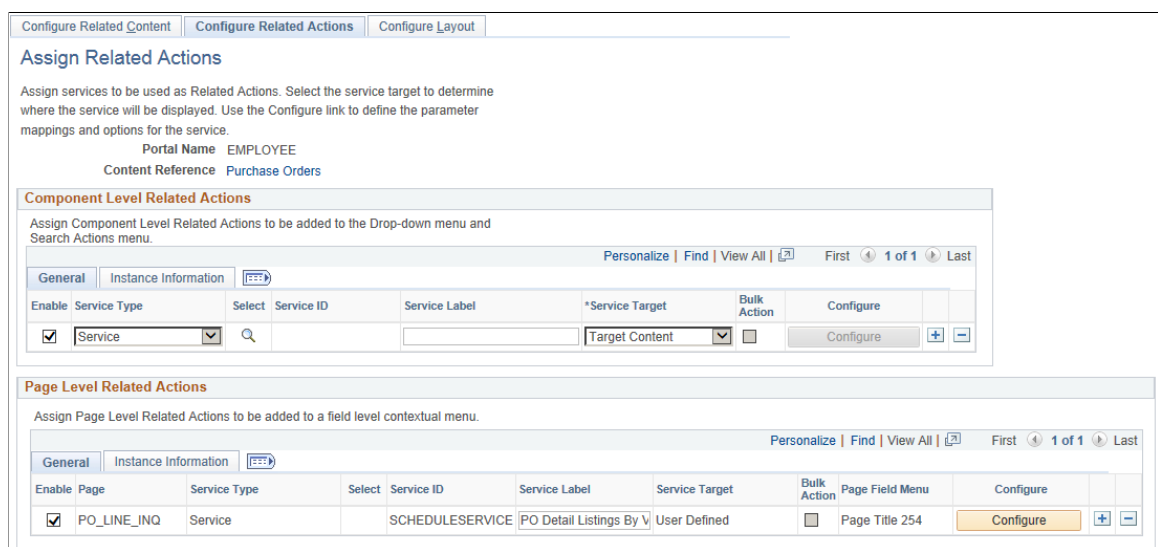 Configure Related Content Configure Related Actions Configure Layout
Assign Related Actions
Assign services to be used as Related Actions. Select the service target to determine
where the service will be displayed. Use the Configure link to define the parameter
mappings and options for the service.
Portal Name EMPLOYEE
Content Reference Purchase Orders
Component Level Related Actions
Assign Component Level Related Actions to be added to the Drop-down menu and
Search Actions menu.
Personalize | Find | View All | First 1 of 1 Last
General Instance Information
Enable Service Type Select Service ID Service Label *Service Target Bulk Action Configure
Service Target Content Configure
Page Level Related Actions
Assign Page Level Related Actions to be added to a field level contextual menu.
Personalize | Find | View All | First 1 of 1 Last
General Instance Information
Enable Page Service Type Select Service ID Service Label Service Target Bulk Action Page Field Menu Configure
PO_LINE_INQ Service SCHEDULESERVICE PO Detail Listings By V User Defined Page Title 254 Configure